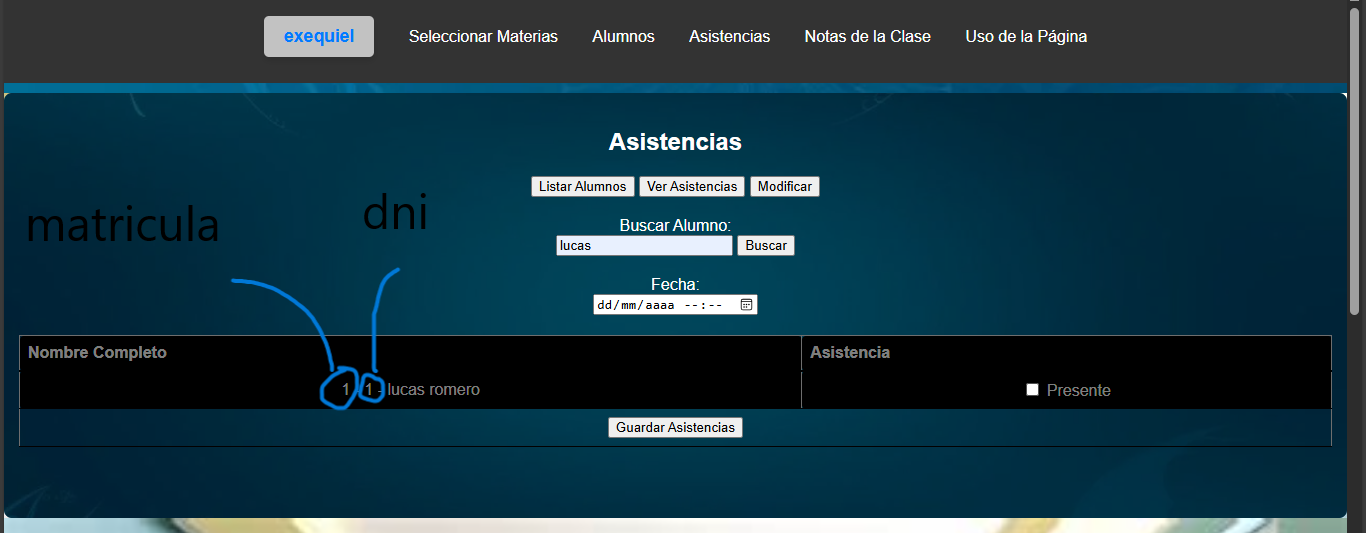 exequiel Seleccionar Materias Alumnos Asistencias Notas de la Clase Uso de la Página
Asistencias
Listar Alumnos Ver Asistencias Modificar
matricula dni
Buscar Alumno:
lucas Buscar
Fecha:
dd/mm/aaaa --:--
Nombre Completo Asistencia
1 - 1 - lucas romero Presente
Guardar Asistencias